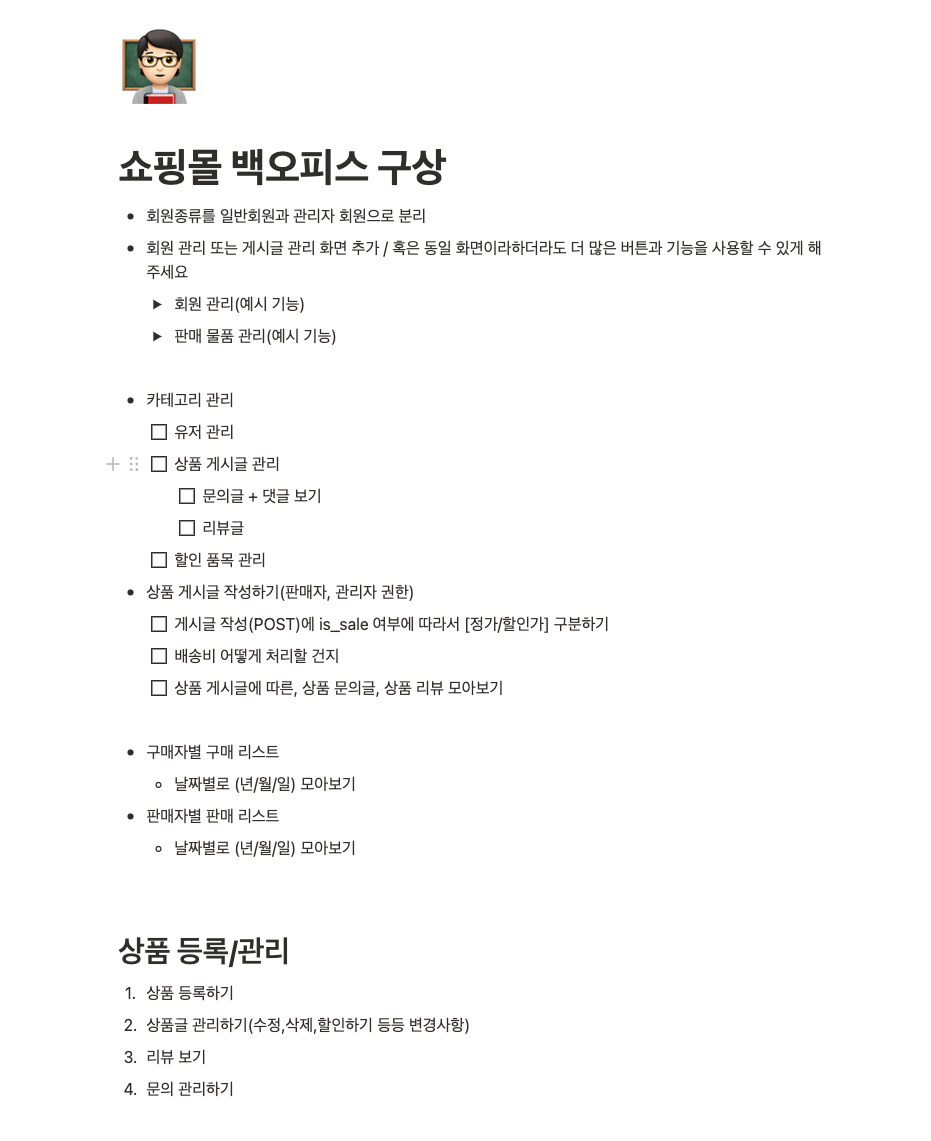 쇼핑몰 백오피스 구상
회원종류를 일반회원과 관리자 회원으로 분리
회원 관리 또는 게시글 관리 화면 추가 / 혹은 동일 화면이라하더라도 더 많은 버튼과 기능을 사용할 수 있게 해
주세요
회원 관리(예시 기능)
판매 물품 관리(예시 기능)
카테고리 관리
유저 관리
상품 게시글 관리
문의글 + 댓글 보기
리뷰글
할인 품목 관리
상품 게시글 작성하기(판매자, 관리자 권한)
게시글 작성(POST)에 is_sale 여부에 따라서 [정가/할인가] 구분하기
배송비 어떻게 처리할 건지
상품 게시글에 따른, 상품 문의글, 상품 리뷰 모아보기
구매자별 구매 리스트
날짜별로 (년/월/일) 모아보기
판매자별 판매 리스트
날짜별로 (년/월/일) 모아보기
상품 등록/관리
1. 상품 등록하기
2. 상품글 관리하기(수정,삭제,할인하기 등등 변경사항)
3. 리뷰 보기
4. 문의 관리하기